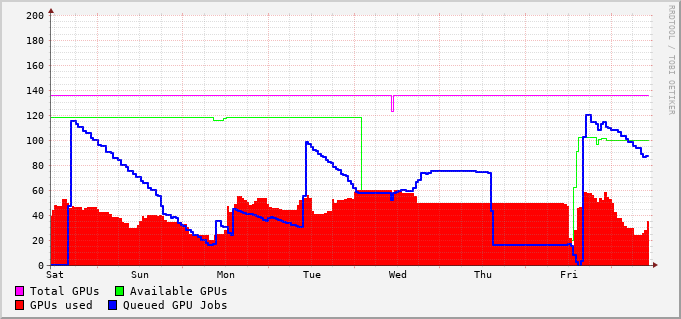 200
180
160
140
120
100
80
60
40
20
0
Sat Sun Mon Tue Wed Thu Fri
Total GPUs Available GPUs
GPUs used Queued GPU Jobs
RRDTOOL / TOBI OETIKER